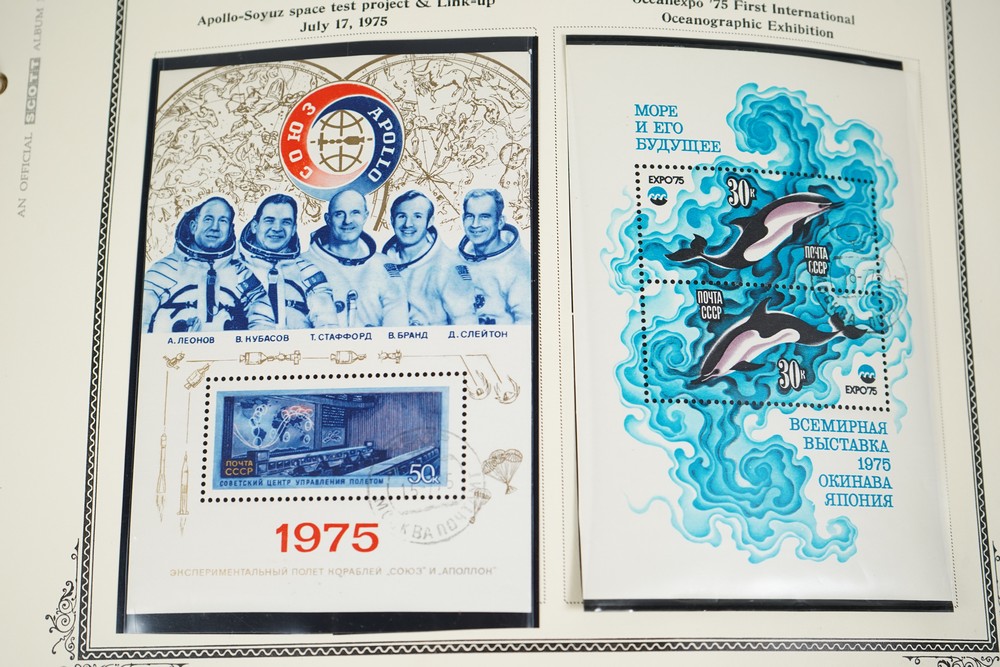 AN OFFICIAL SCOTT ALBUM
Apollo-Soyuz space test project & Link-up
July 17, 1975
СОЮЗ
APOLLO
А. ЛЕОНОВ В. КУБАСОВ Т. СТАФФОРД В. БРАНД Д. СЛЕЙТОН
ПОЧТА
СССР
50к
СОВЕТСКИЙ ЦЕНТР УПРАВЛЕНИЯ ПОЛЕТОМ
1975
ЭКСПЕРИМЕНТАЛЬНЫЙ ПОЛЕТ КОРАБЛЕЙ „СОЮЗ" И „АПОЛЛОН"
Oceanexpo '75 First International
Oceanographic Exhibition
МОРЕ
И ЕГО
БУДУЩЕЕ
EXPO'75
30к
ПОЧТА
СССР
ПОЧТА
СССР
30к
EXPO'75
ВСЕМИРНАЯ
ВЫСТАВКА
1975
ОКИНАВА
ЯПОНИЯ